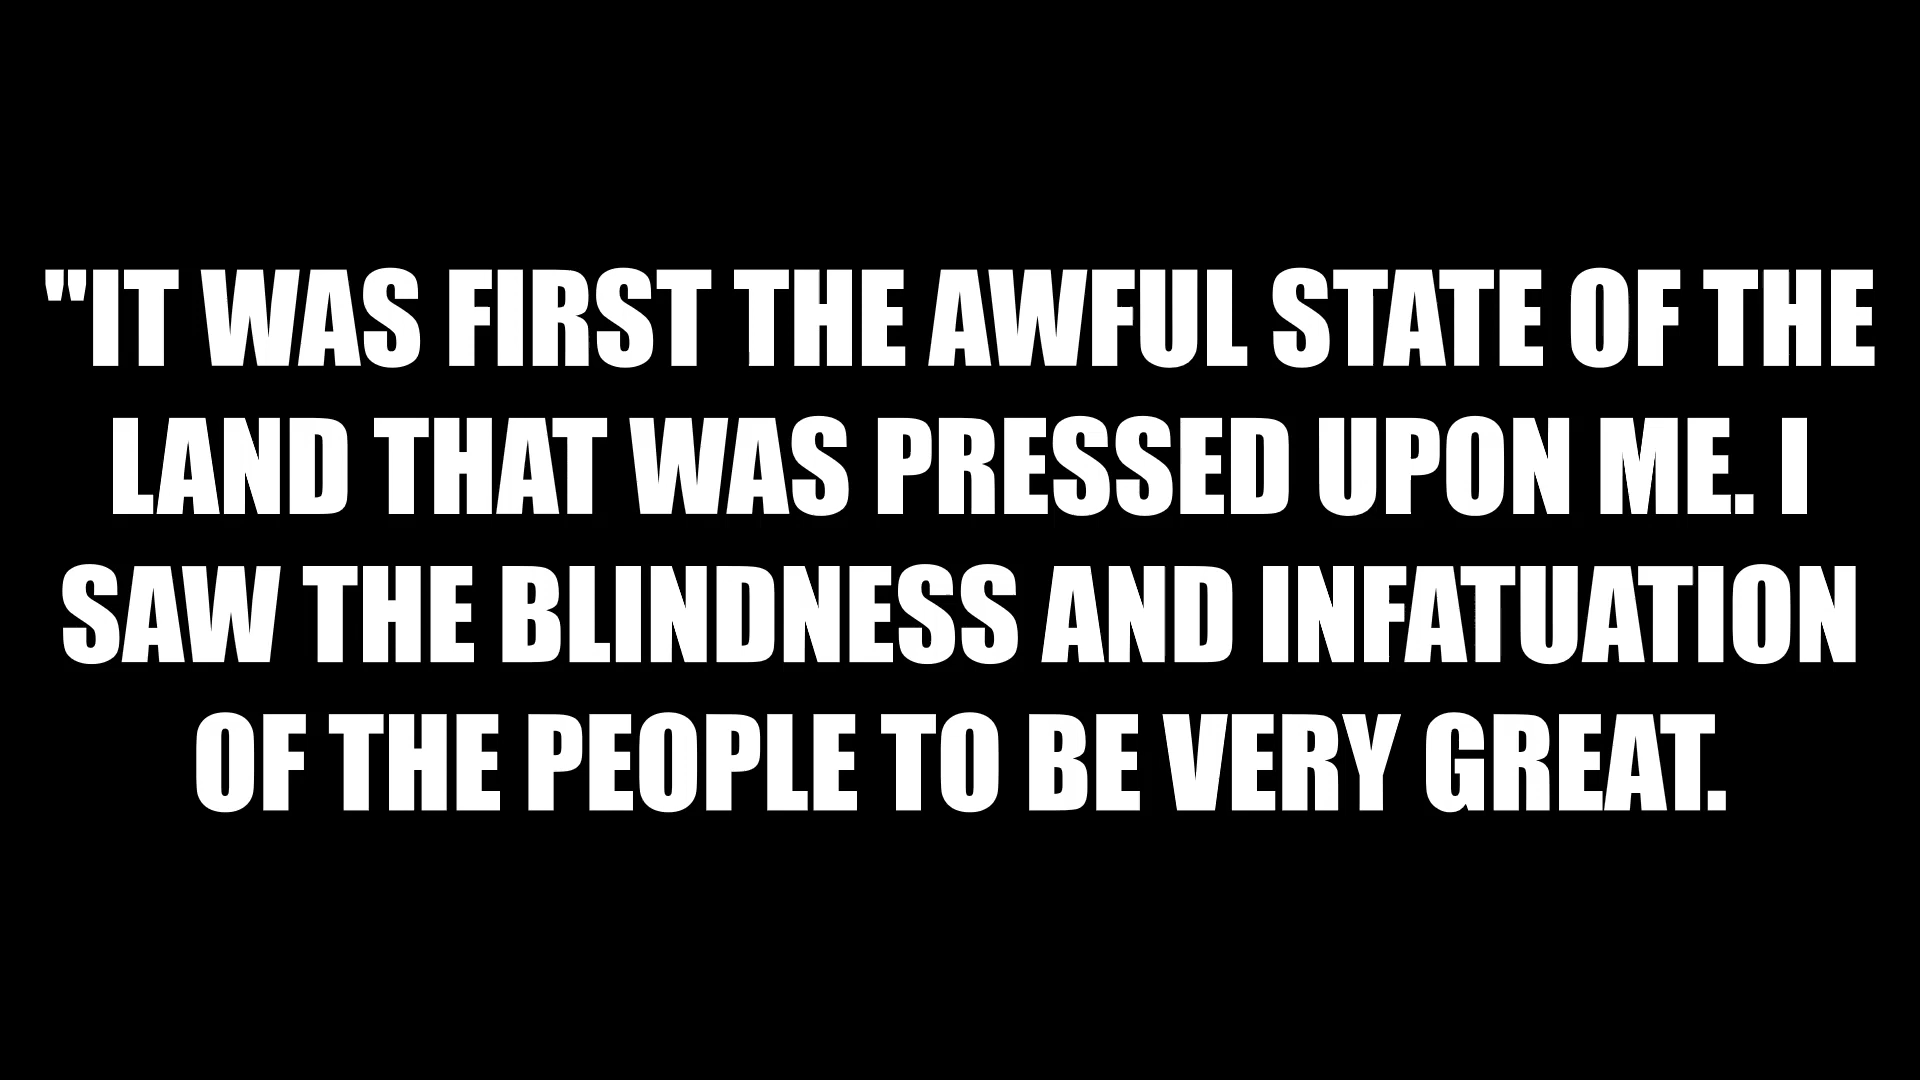 "IT WAS FIRST THE AWFUL STATE OF THE
LAND THAT WAS PRESSED UPON ME. I
SAW THE BLINDNESS AND INFATUATION
OF THE PEOPLE TO BE VERY GREAT.